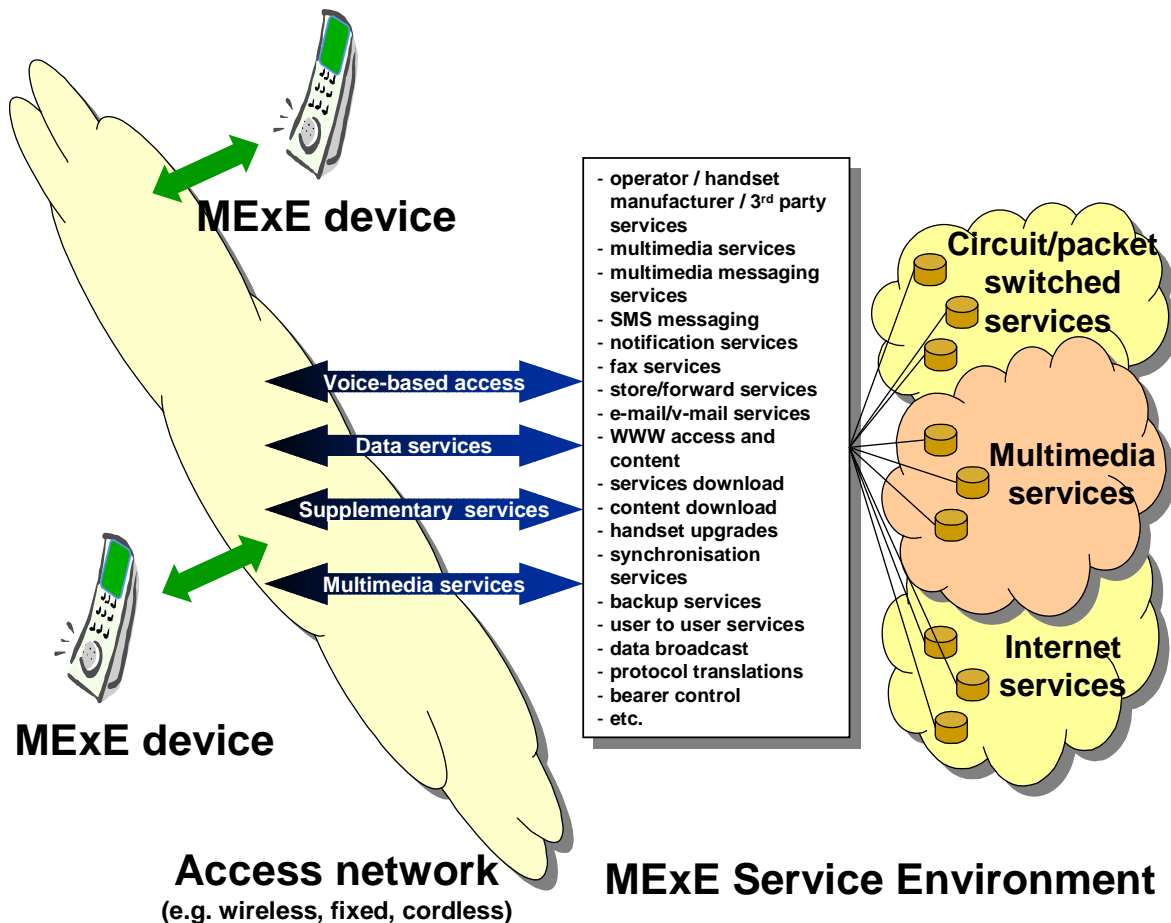 MExE device
- operator / handset
manufacturer / 3rd party
services
- multimedia services
- multimedia messaging
services
- SMS messaging
- notification services
- fax services
- store/forward services
- e-mail/v-mail services
- WWW access and
content
- services download
- content download
- handset upgrades
- synchronisation
services
- backup services
- user to user services
- data broadcast
- protocol translations
- bearer control
- etc.
Circuit/packet
switched
services
Voice-based access
Data services
Supplementary services
Multimedia services
Multimedia
services
Internet
services
MExE device
Access network
(e.g. wireless, fixed, cordless)
MExE Service Environment